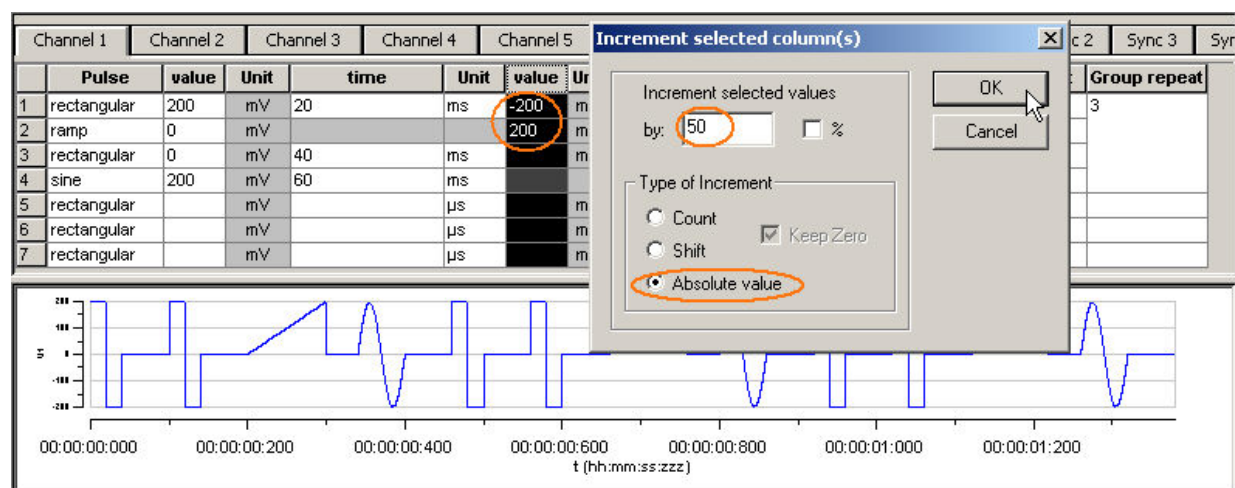 Channel 1 Channel 2 Channel 3 Channel 4 Channel 5 Increment selected column(s) c 2 Sync 3 Syr
Pulse value Unit time Unit value Un Group repeat
1 rectangular 200 mV 20 ms -200 m 3
2 ramp 0 mV 200 m
3 rectangular 0 mV 40 ms m
4 sine 200 mV 60 ms
5 rectangular mV µs m
6 rectangular mV µs m
7 rectangular mV µs m
Increment selected values
by: 50 %
OK
Cancel
Type of Increment
Count
Keep Zero
Shift
Absolute value
00:00:00:000 00:00:00:200 00:00:00:400 00:00:00:600 00:00:00:800 00:00:01:000 00:00:01:200
t (hh:mm:ss:zzz)